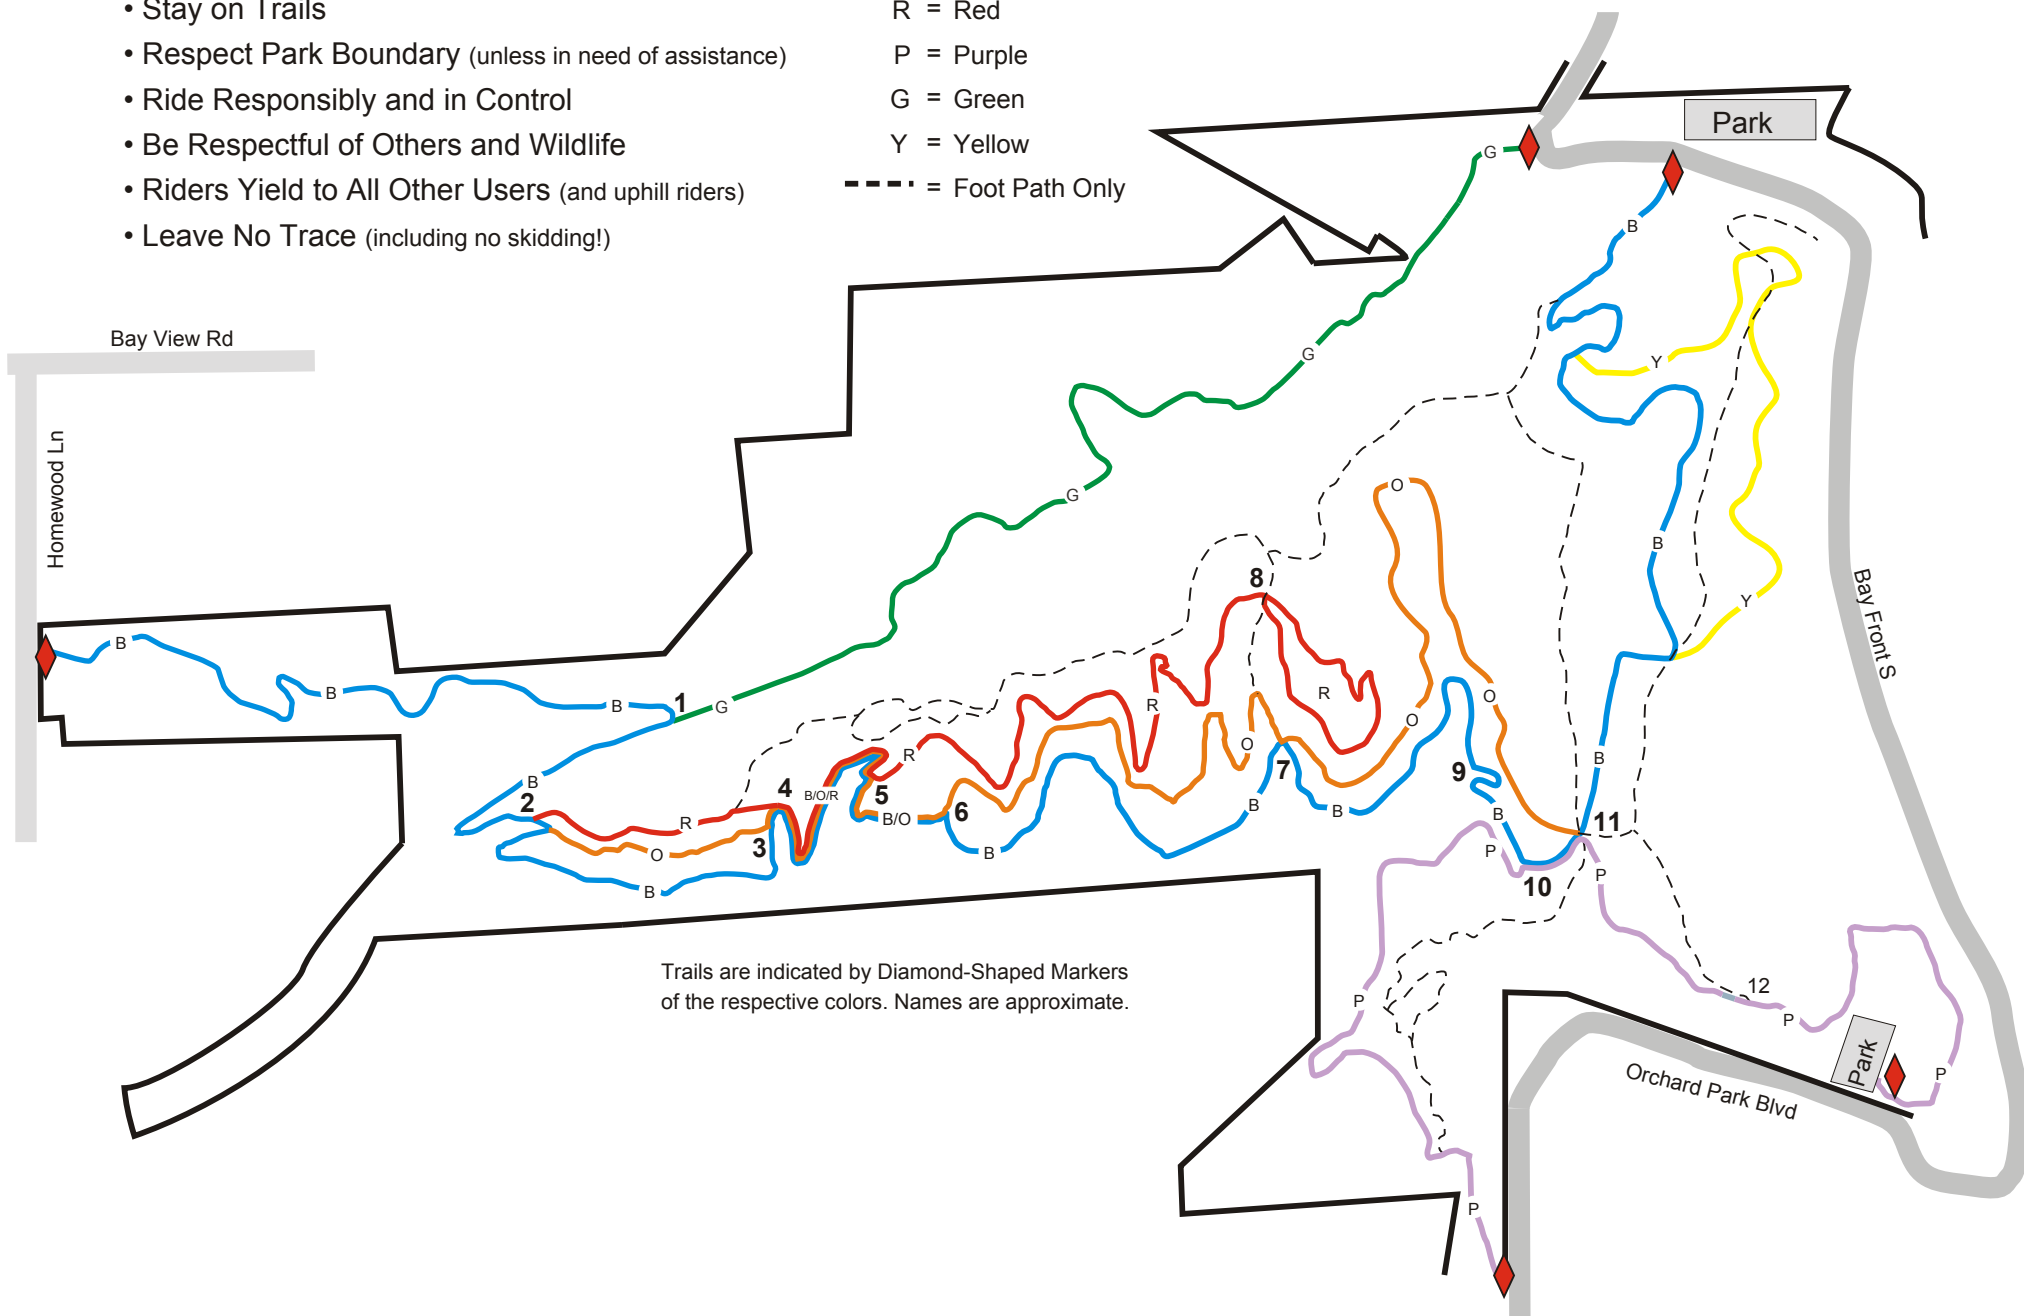 • Stay on Trails
• Respect Park Boundary (unless in need of assistance)
• Ride Responsibly and in Control
• Be Respectful of Others and Wildlife
• Riders Yield to All Other Users (and uphill riders)
• Leave No Trace (including no skidding!)
R = Red
P = Purple
G = Green
Y = Yellow
= Foot Path Only
Park
G
B
Bay View Rd
Homewood Ln
Y
G
O
G
B
Bay Front S
8
Y
B
B
B
1
G
R
R
O
O
O
B
2
R
4
B/O/R
5
7
9
B
R
B/O
6
B
B
B
11
O
3
B
P
B
10
P
Trails are indicated by Diamond-Shaped Markers
of the respective colors. Names are approximate.
P
12
P
Park
P
Orchard Park Blvd
P